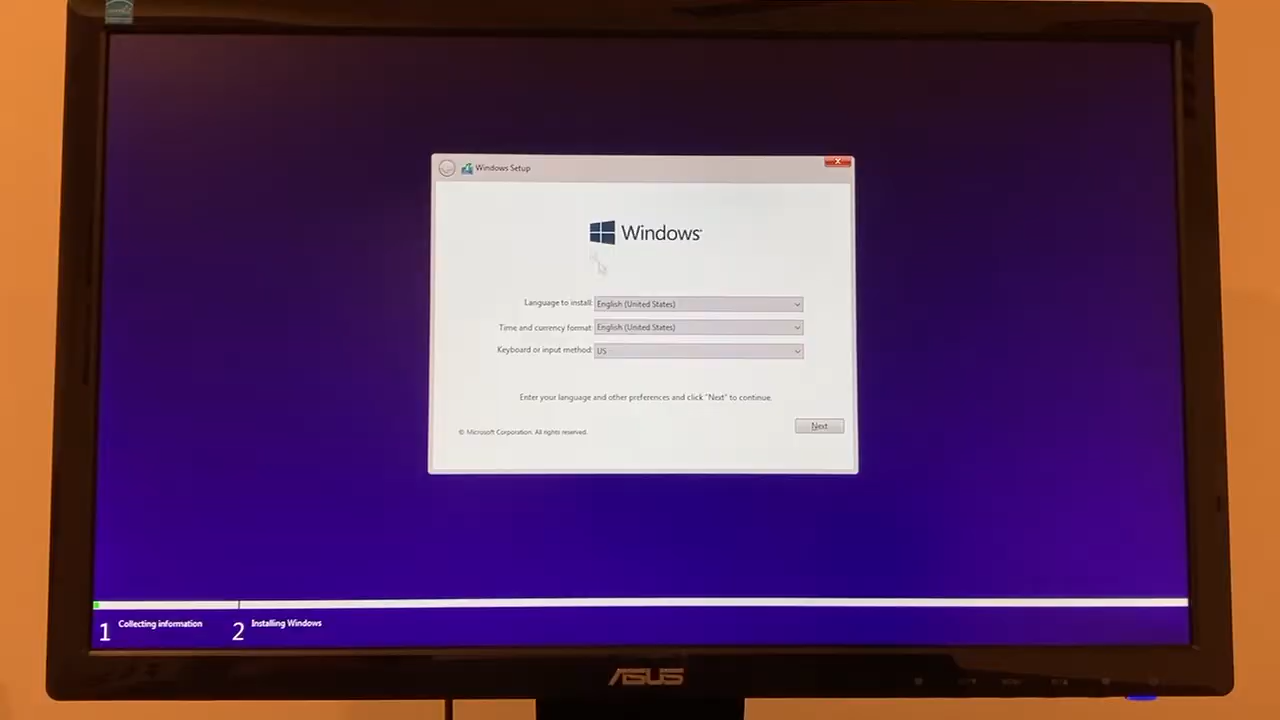 Windows Setup
Windows
Language to install: English (United States)
Time and currency format: English (United States)
Keyboard or input method: US
Enter your language and other preferences and click "Next" to continue.
© Microsoft Corporation. All rights reserved.
Next
1 Collecting information
2 Installing Windows
ASUS